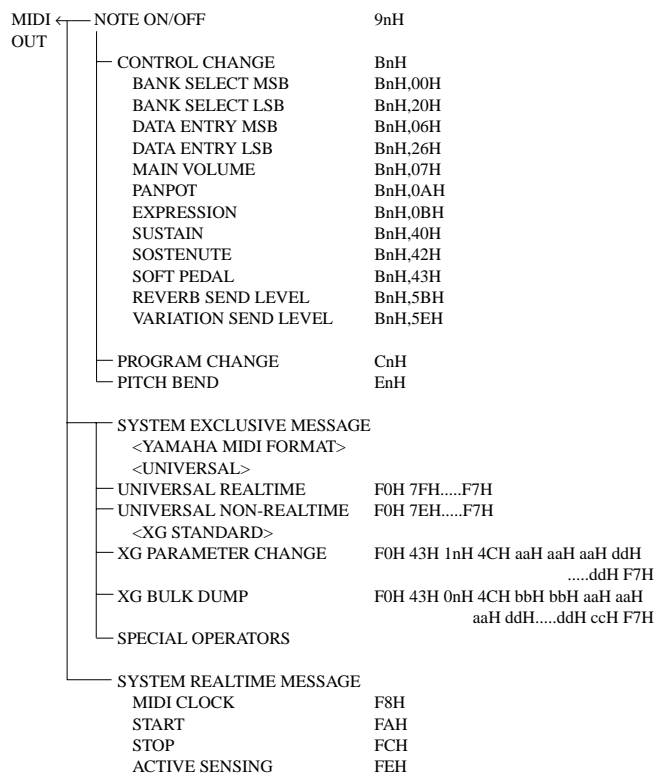 MIDI NOTE ON/OFF 9nH
OUT
CONTROL CHANGE BnH
BANK SELECT MSB BnH,00H
BANK SELECT LSB BnH,20H
DATA ENTRY MSB BnH,06H
DATA ENTRY LSB BnH,26H
MAIN VOLUME BnH,07H
PANPOT BnH,0AH
EXPRESSION BnH,0BH
SUSTAIN BnH,40H
SOSTENUTE BnH,42H
SOFT PEDAL BnH,43H
REVERB SEND LEVEL BnH,5BH
VARIATION SEND LEVEL BnH,5EH
PROGRAM CHANGE CnH
PITCH BEND EnH
SYSTEM EXCLUSIVE MESSAGE
<YAMAHA MIDI FORMAT>
<UNIVERSAL>
UNIVERSAL REALTIME F0H 7FH.....F7H
UNIVERSAL NON-REALTIME F0H 7EH.....F7H
<XG STANDARD>
XG PARAMETER CHANGE F0H 43H 1nH 4CH aaH aaH aaH ddH
.....ddH F7H
XG BULK DUMP F0H 43H 0nH 4CH bbH bbH aaH aaH
aaH ddH.....ddH ccH F7H
SPECIAL OPERATORS
SYSTEM REALTIME MESSAGE
MIDI CLOCK F8H
START FAH
STOP FCH
ACTIVE SENSING FEH